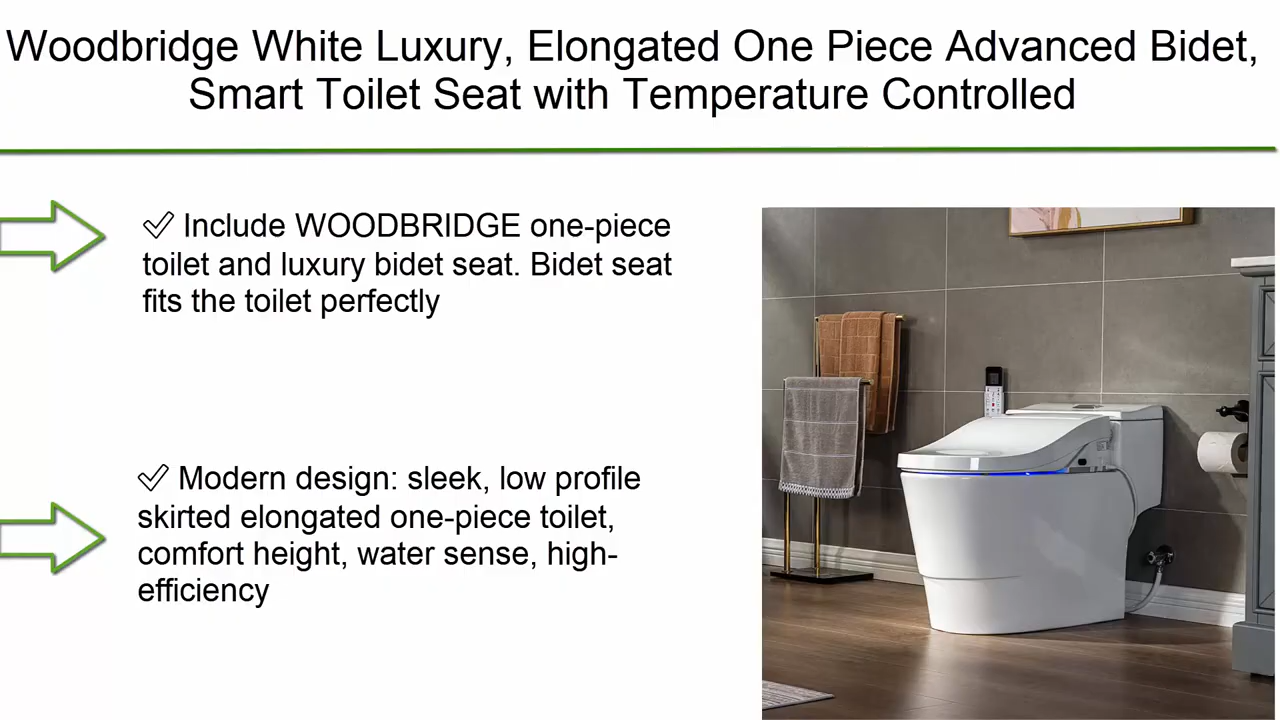 Woodbridge White Luxury, Elongated One Piece Advanced Bidet,
Smart Toilet Seat with Temperature Controlled
✓ Include WOODBRIDGE one-piece
toilet and luxury bidet seat. Bidet seat
fits the toilet perfectly
✓ Modern design: sleek, low profile
skirted elongated one-piece toilet,
comfort height, water sense, high-
efficiency